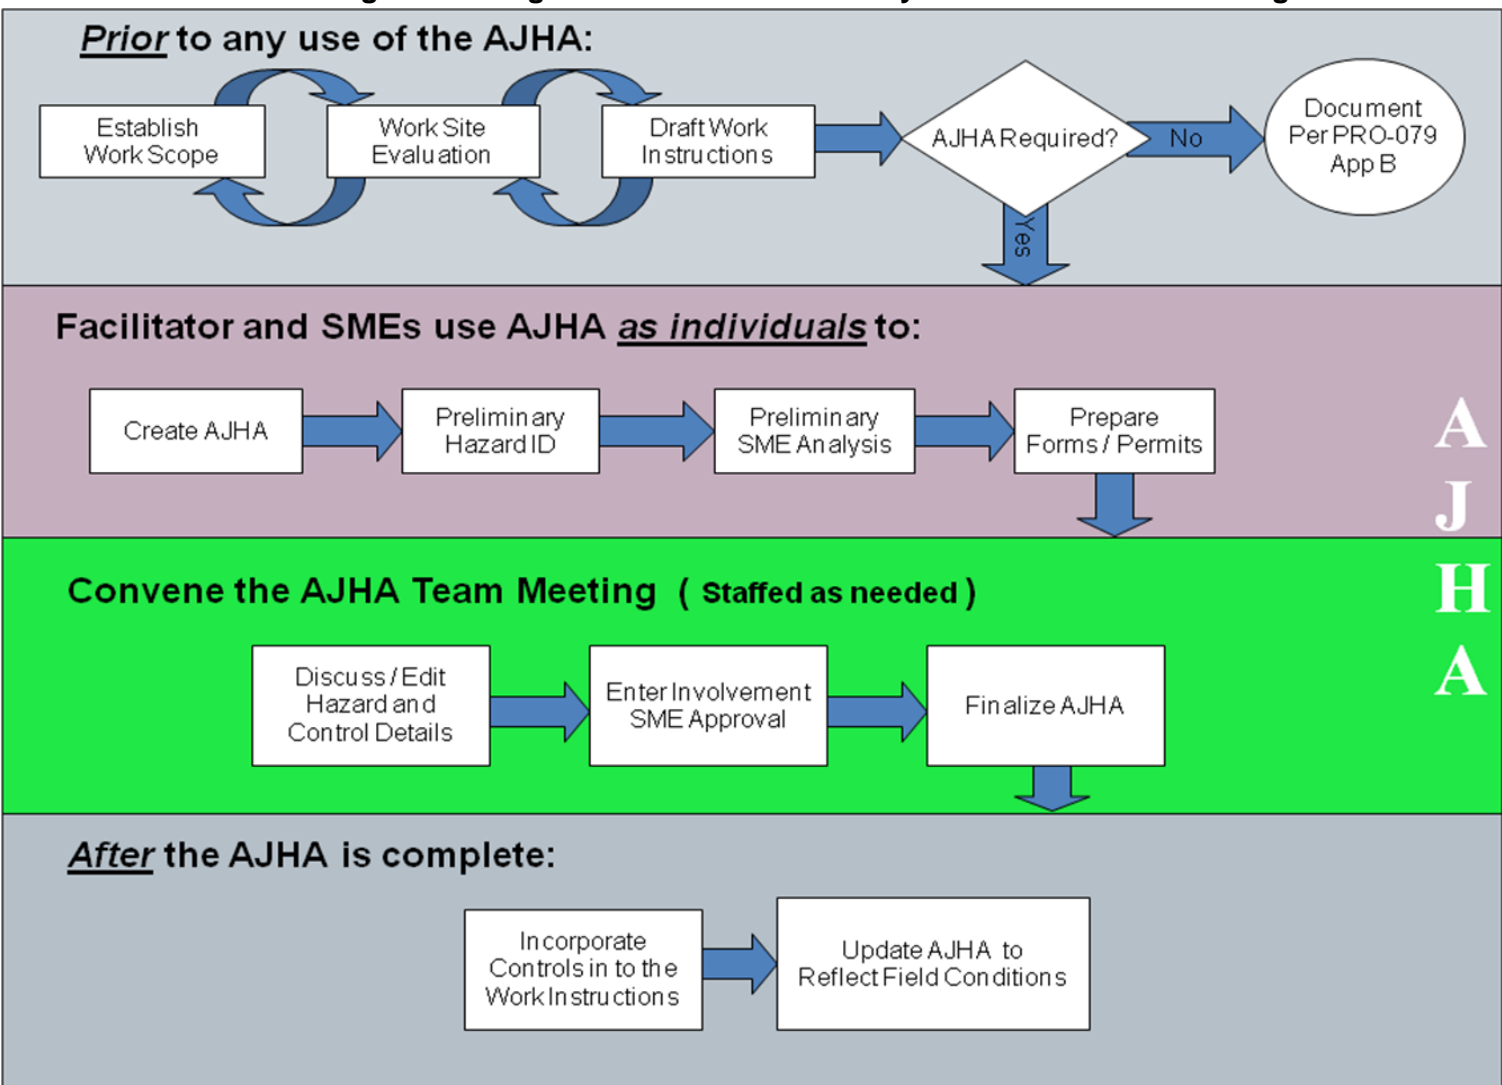 Prior to any use of the AJHA:
Establish
Work Scope
Work Site
Evaluation
Draft Work
Instructions
AJHA Required?
No
Document
Per PRO-079
App B
Yes
Facilitator and SMEs use AJHA as individuals to:
Create AJHA
Preliminary
Hazard ID
Preliminary
SME Analysis
Prepare
Forms / Permits
A
J
H
A
Convene the AJHA Team Meeting ( Staffed as needed )
Discuss / Edit
Hazard and
Control Details
Enter Involvement
SME Approval
Finalize AJHA
After the AJHA is complete:
Incorporate
Controls in to the
Work Instructions
Update AJHA to
Reflect Field Conditions